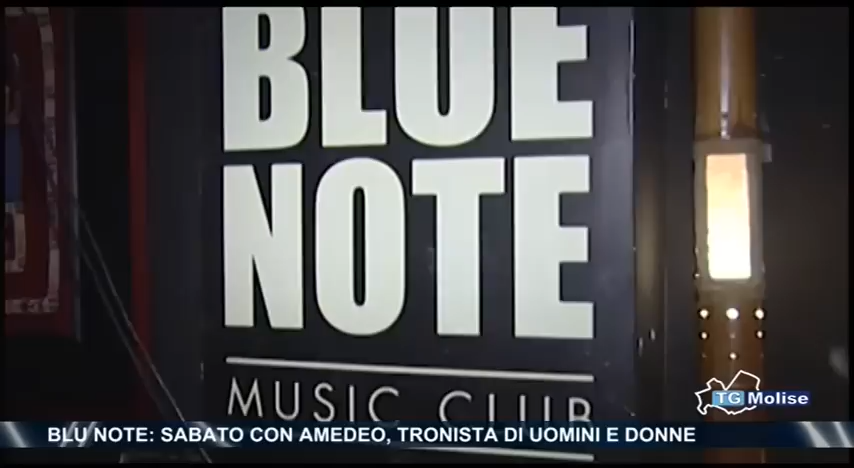 BLUE
NOTE
MUSIC CLUB
TG Molise
BLU NOTE: SABATO CON AMEDEO, TRONISTA DI UOMINI E DONNE